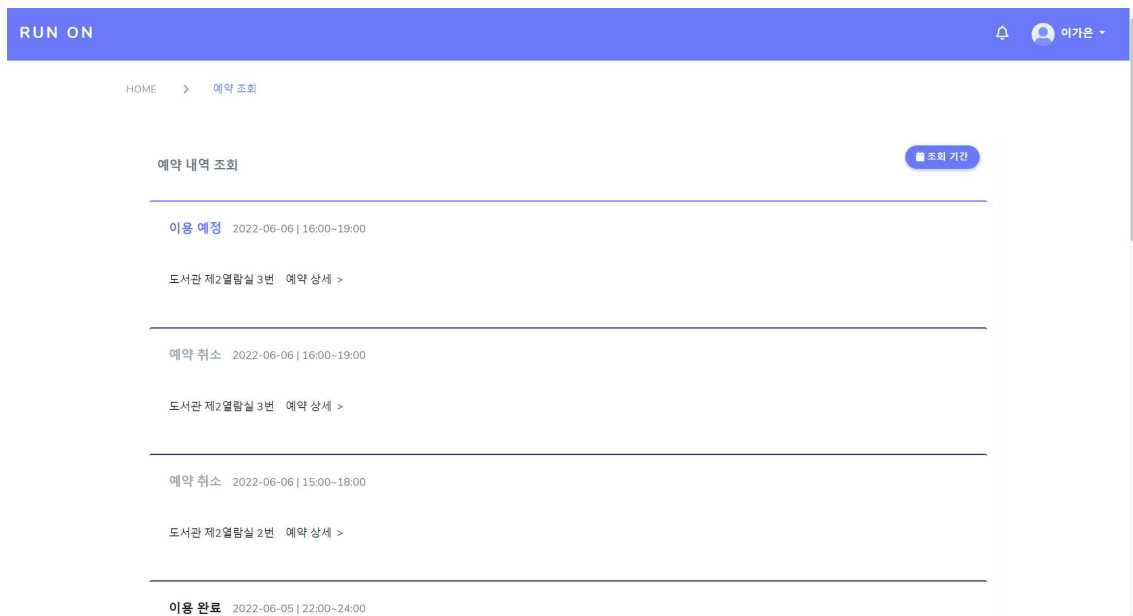 RUN ON
이가은
HOME > 예약 조회
예약 내역 조회
조회 기간
이용 예정 2022-06-06 | 16:00~19:00
도서관 제2열람실 3번 예약 상세 >
예약 취소 2022-06-06 | 16:00~19:00
도서관 제2열람실 3번 예약 상세 >
예약 취소 2022-06-06 | 15:00~18:00
도서관 제2열람실 2번 예약 상세 >
이용 완료 2022-06-05 | 22:00~24:00